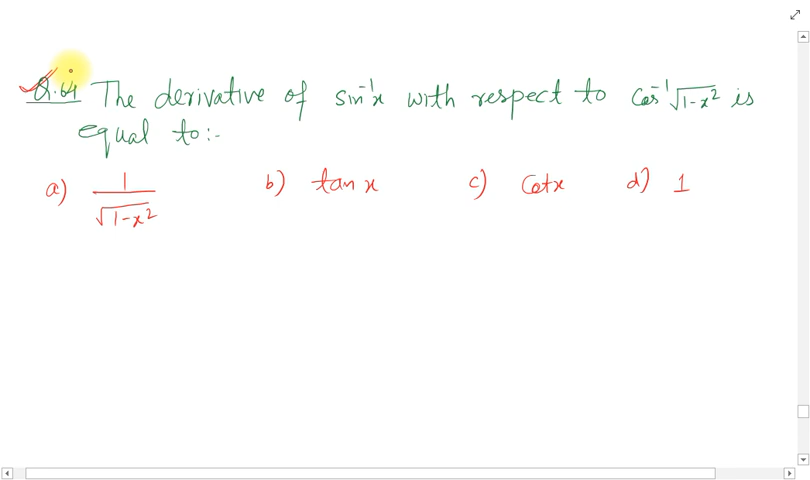 Q.64 The derivative of sin⁻¹x with respect to cos⁻¹√(1-x²) is
equal to:-
a) 1/√(1-x²) b) tan x c) cotx d) 1